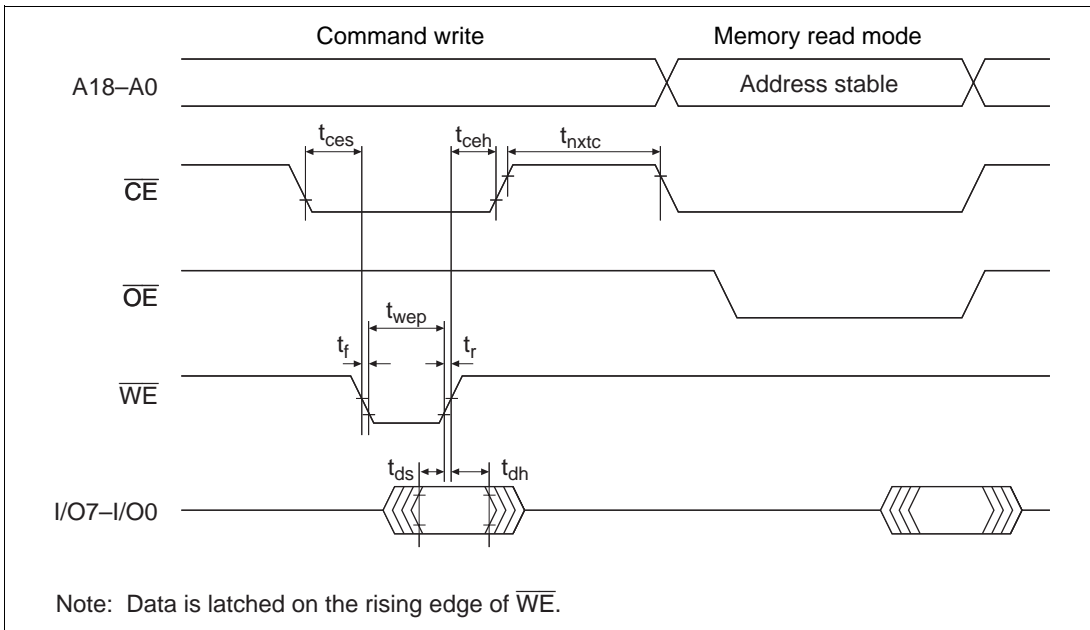 Command write Memory read mode
A18–A0 Address stable
tces tceh tnxtc
CE
OE
twep
tf tr
WE
tds tdh
I/O7–I/O0
Note: Data is latched on the rising edge of WE.